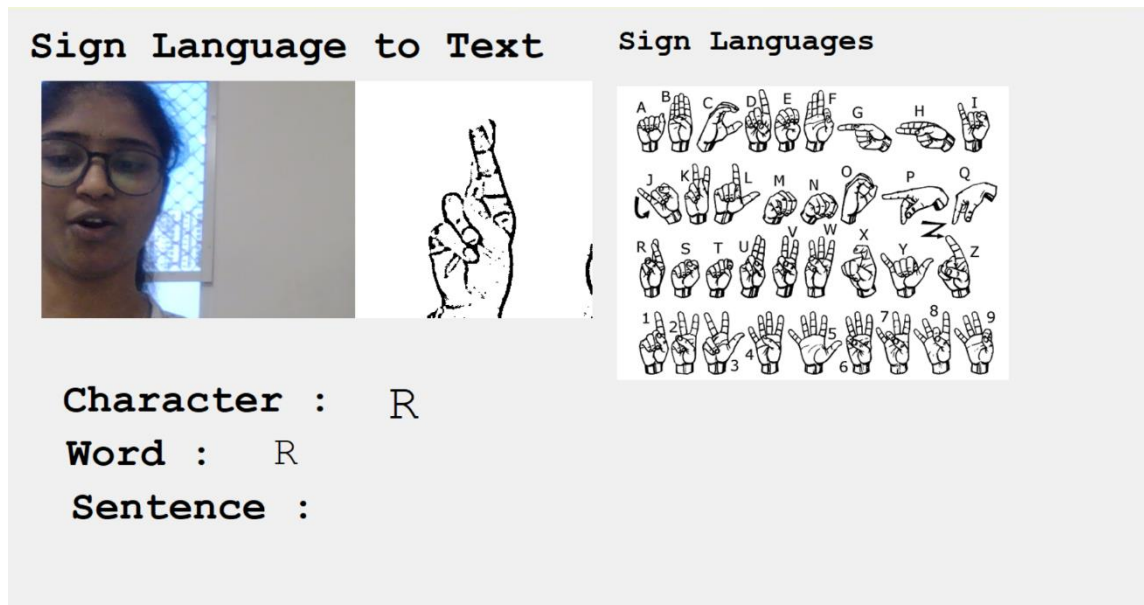 Sign Language to Text
Sign Languages
A B C D E F G H I
J K L M N O P Q
R S T U V W X Y Z
1 2 3 4 5 6 7 8 9
Character : R
Word : R
Sentence :